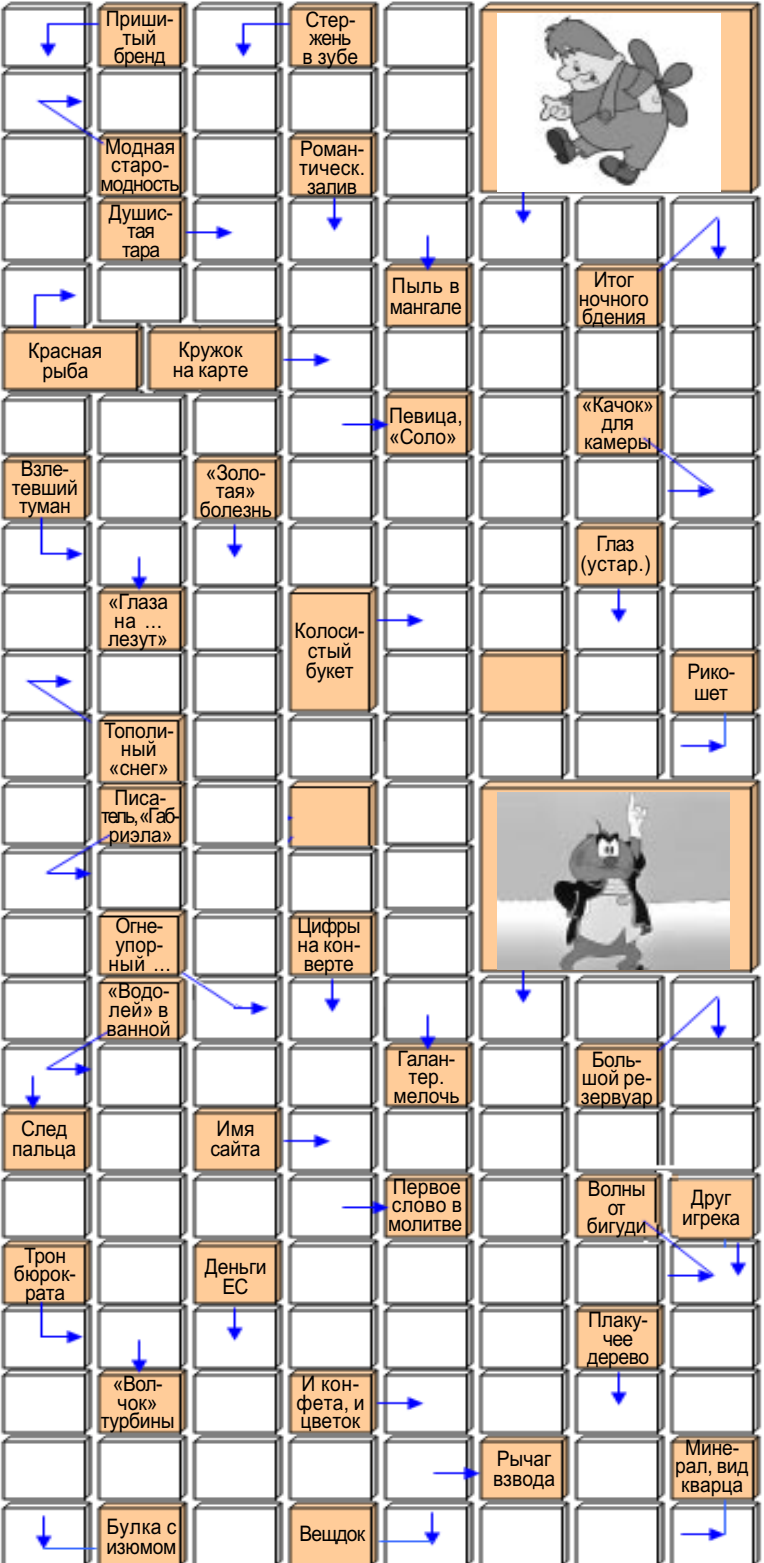 Приши-
тый
бренд
Стер-
жень
в зубе
Модная
старо-
модность
Роман-
тическ.
залив
Душис-
тая
тара
Пыль в
мангале
Итог
ночного
бдения
Красная
рыба
Кружок
на карте
Певица,
«Соло»
«Качок»
для
камеры
Взле-
тевший
туман
«Золо-
тая»
болезнь
Глаз
(устар.)
«Глаза
на ...
лезут»
Колоси-
стый
букет
Рико-
шет
Тополи-
ный
«снег»
Писа-
тель,«Габ-
риэла»
Огне-
упор-
ный ...
Цифры
на кон-
верте
«Водо-
лей» в
ванной
Галан-
тер.
мелочь
Боль-
шой ре-
зервуар
След
пальца
Имя
сайта
Первое
слово в
молитве
Волны
от
бигуди
Друг
игрека
Трон
бюрок-
рата
Деньги
ЕС
Плаку-
чее
дерево
«Вол-
чок»
турбины
И кон-
фета, и
цветок
Рычаг
взвода
Мине-
рал, вид
кварца
Булка с
изюмом
Вещдок